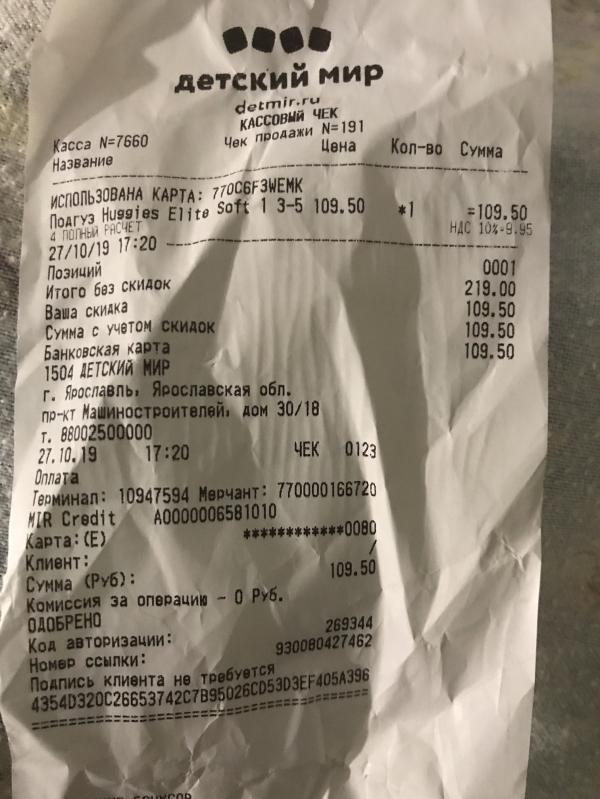 детский мир
detmir.ru
КАССОВЫЙ ЧЕК
Касса N=7660 Чек продажи N=191
Название Цена Кол-во Сумма
ИСПОЛЬЗОВАНА КАРТА: 770C6F3WEMK
Подгуз Huggies Elite Soft 1 3-5 109.50 *1 =109.50
4 ПОЛНЫЙ РАСЧЕТ НДС 10%=9.95
27/10/19 17:20
Позиций 0001
Итого без скидок 219.00
Ваша скидка 109.50
Сумма с учетом скидок 109.50
Банковская карта 109.50
1504 ДЕТСКИЙ МИР
г. Ярославль, Ярославская обл.
пр-кт Машиностроителей, дом 30/18
т. 88002500000
27.10.19 17:20 ЧЕК 0123
Оплата
Терминал: 10947594 Мерчант: 770000166720
MIR Credit A0000006581010
Карта:(E) ************0080
Клиент: /
Сумма (Руб): 109.50
Комиссия за операцию - 0 Руб.
ОДОБРЕНО
Код авторизации: 269344
Номер ссылки: 930080427462
Подпись клиента не требуется
4354D320C26653742C7B95026CD53D3EF405A396